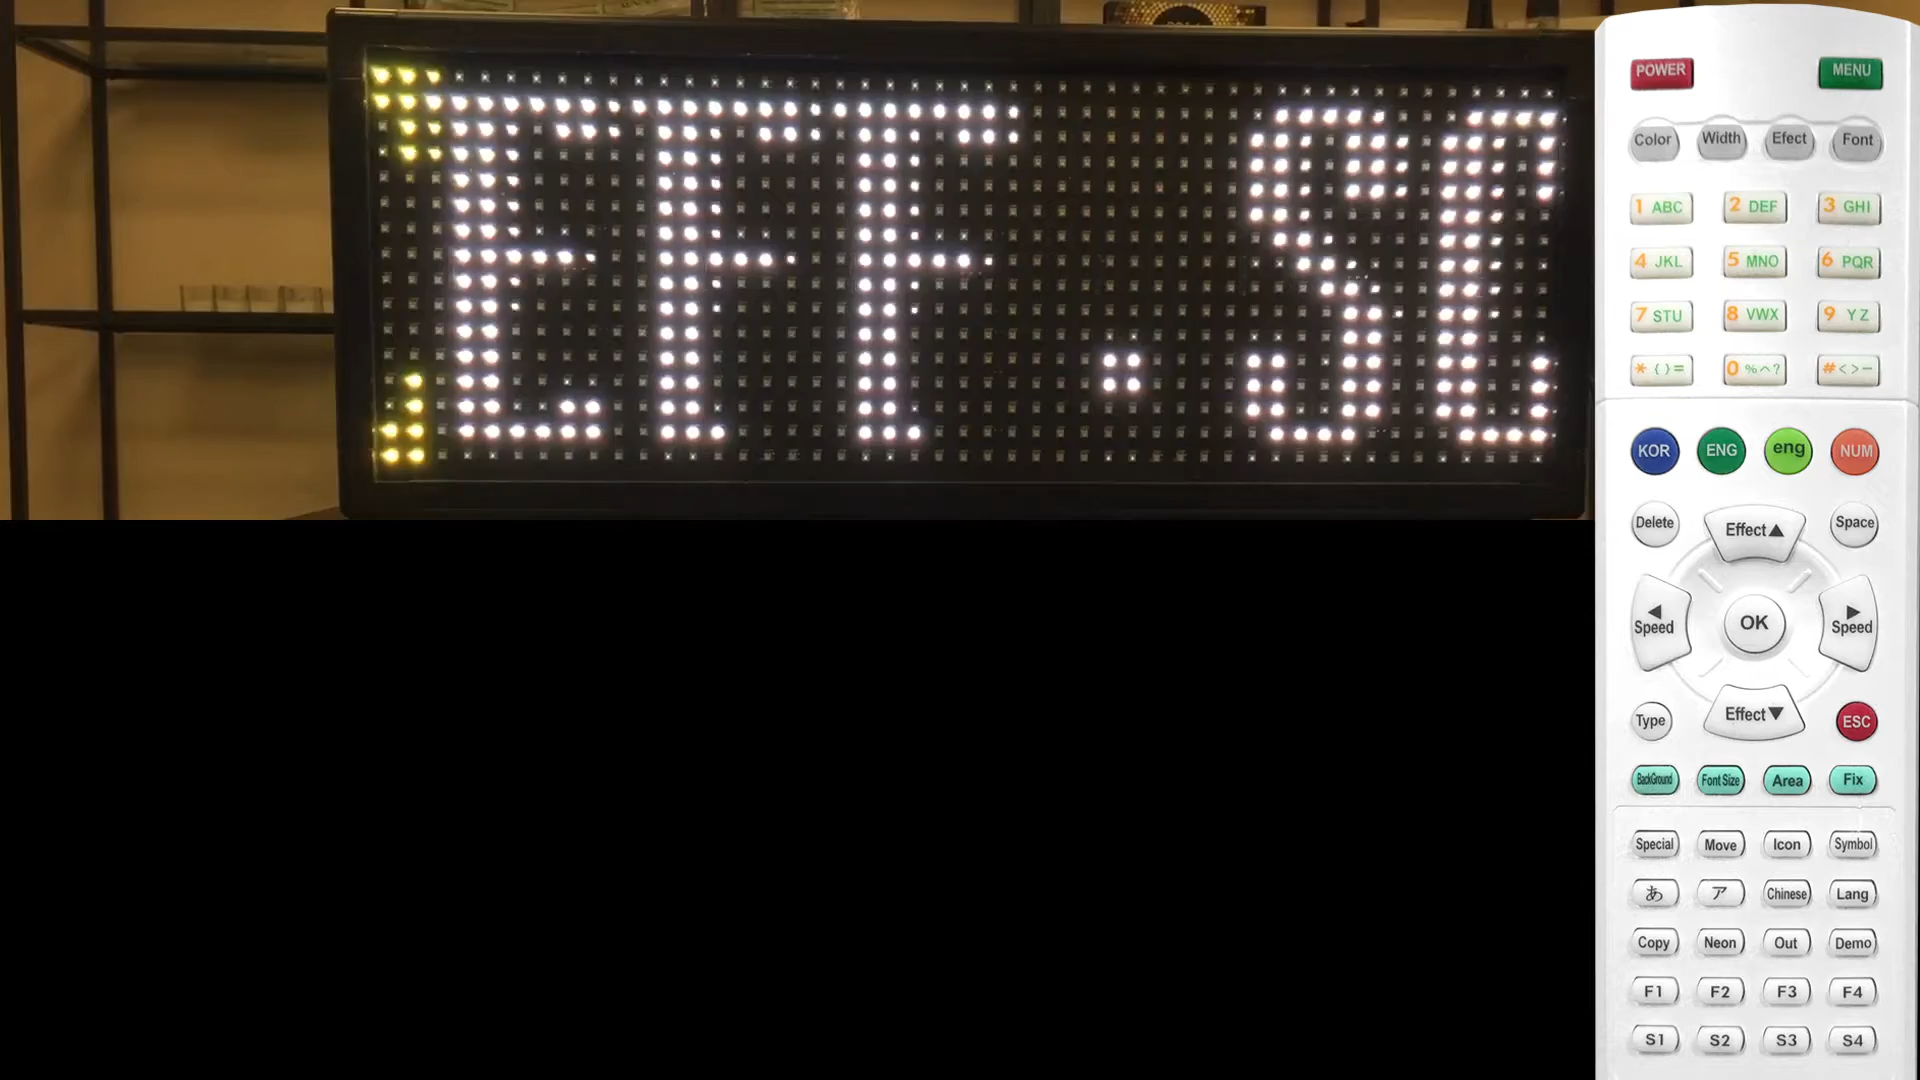 EFF.SC
POWER MENU
Color Width Efect Font
1 ABC 2 DEF 3 GHI
4 JKL 5 MNO 6 PQR
7 STU 8 VWX 9 YZ
* { } = 0 % ^ ? # < > −
KOR ENG eng NUM
Delete Effect▲ Space
◀ Speed OK ▶ Speed
Type Effect▼ ESC
BackGround Font Size Area Fix
Special Move Icon Symbol
あ ア Chinese Lang
Copy Neon Out Demo
F1 F2 F3 F4
S1 S2 S3 S4